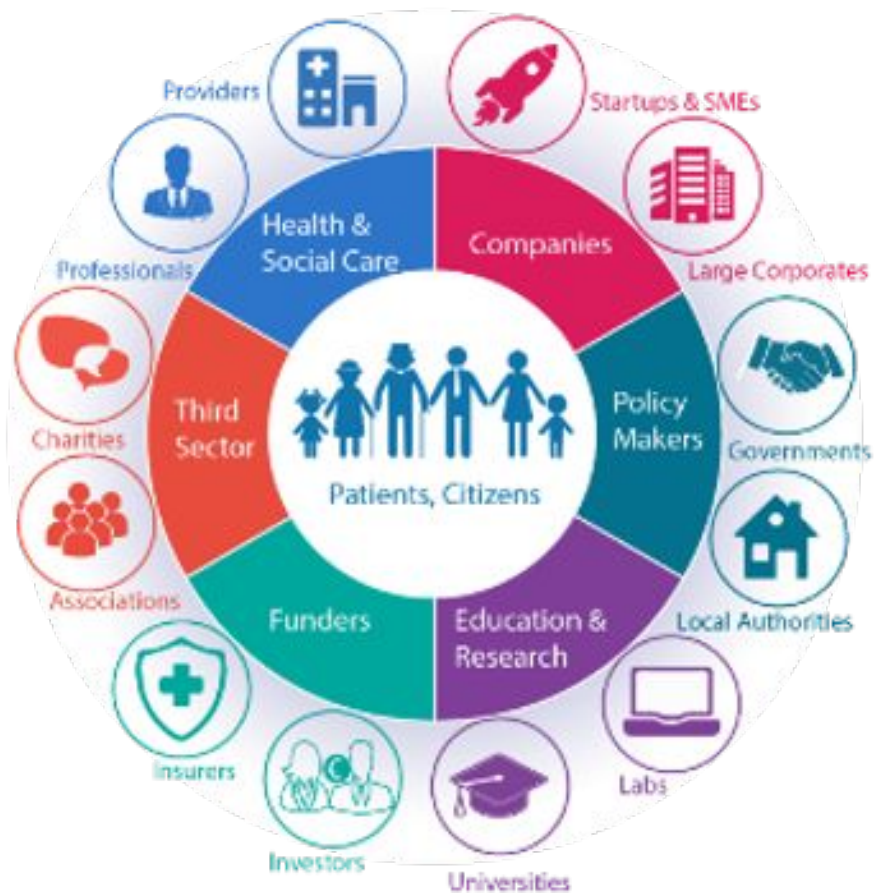 Providers
Startups & SMEs
Professionals
Health &
Social Care
Companies
Large Corporates
Charities
Third
Sector
Policy
Makers
Governments
Patients, Citizens
Associations
Funders
Education &
Research
Local Authorities
Insurers
Labs
Investors
Universities